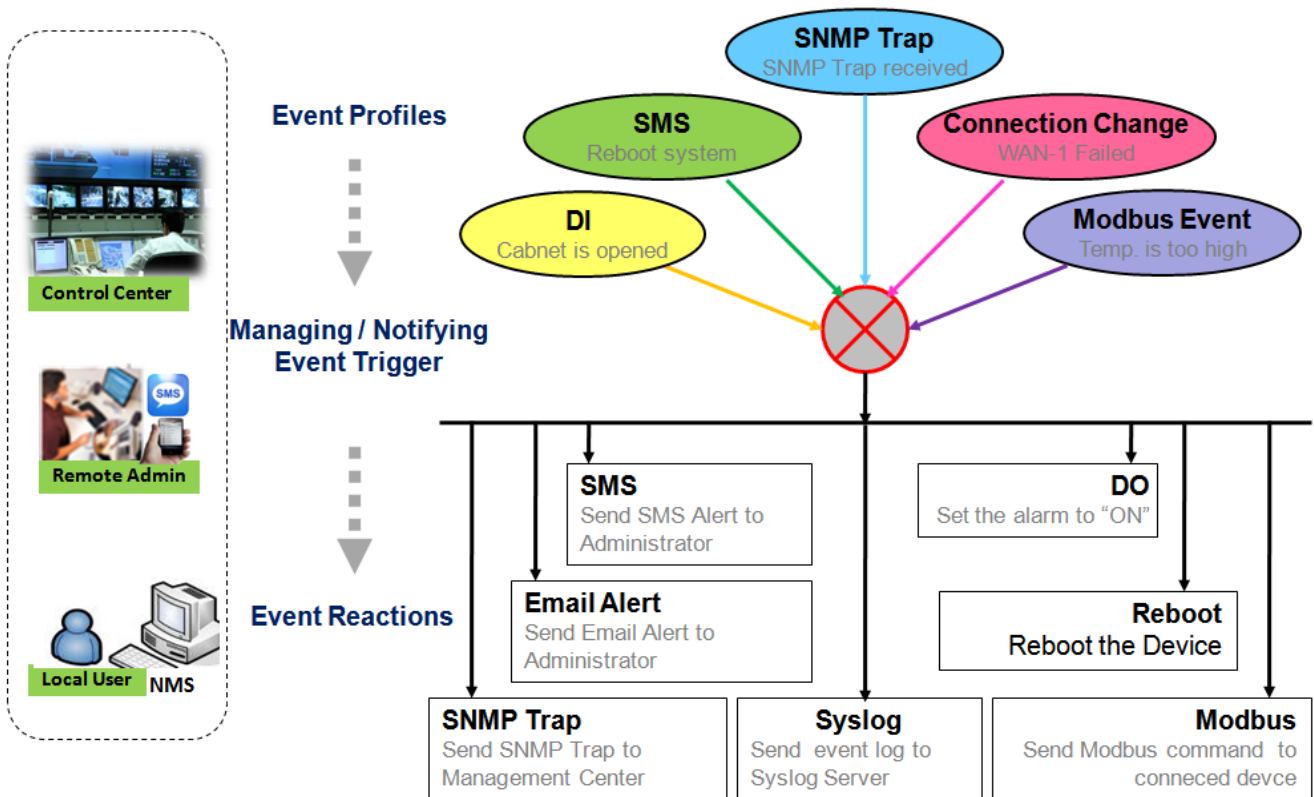 SNMP Trap
SNMP Trap received
Event Profiles
SMS
Reboot system
Connection Change
WAN-1 Failed
DI
Cabnet is opened
Modbus Event
Temp. is too high
Control Center
Managing / Notifying
Event Trigger
SMS
Remote Admin
SMS
Send SMS Alert to
Administrator
DO
Set the alarm to “ON”
Event Reactions
Email Alert
Send Email Alert to
Administrator
Reboot
Reboot the Device
Local User
NMS
SNMP Trap
Send SNMP Trap to
Management Center
Syslog
Send event log to
Syslog Server
Modbus
Send Modbus command to
conneced devce